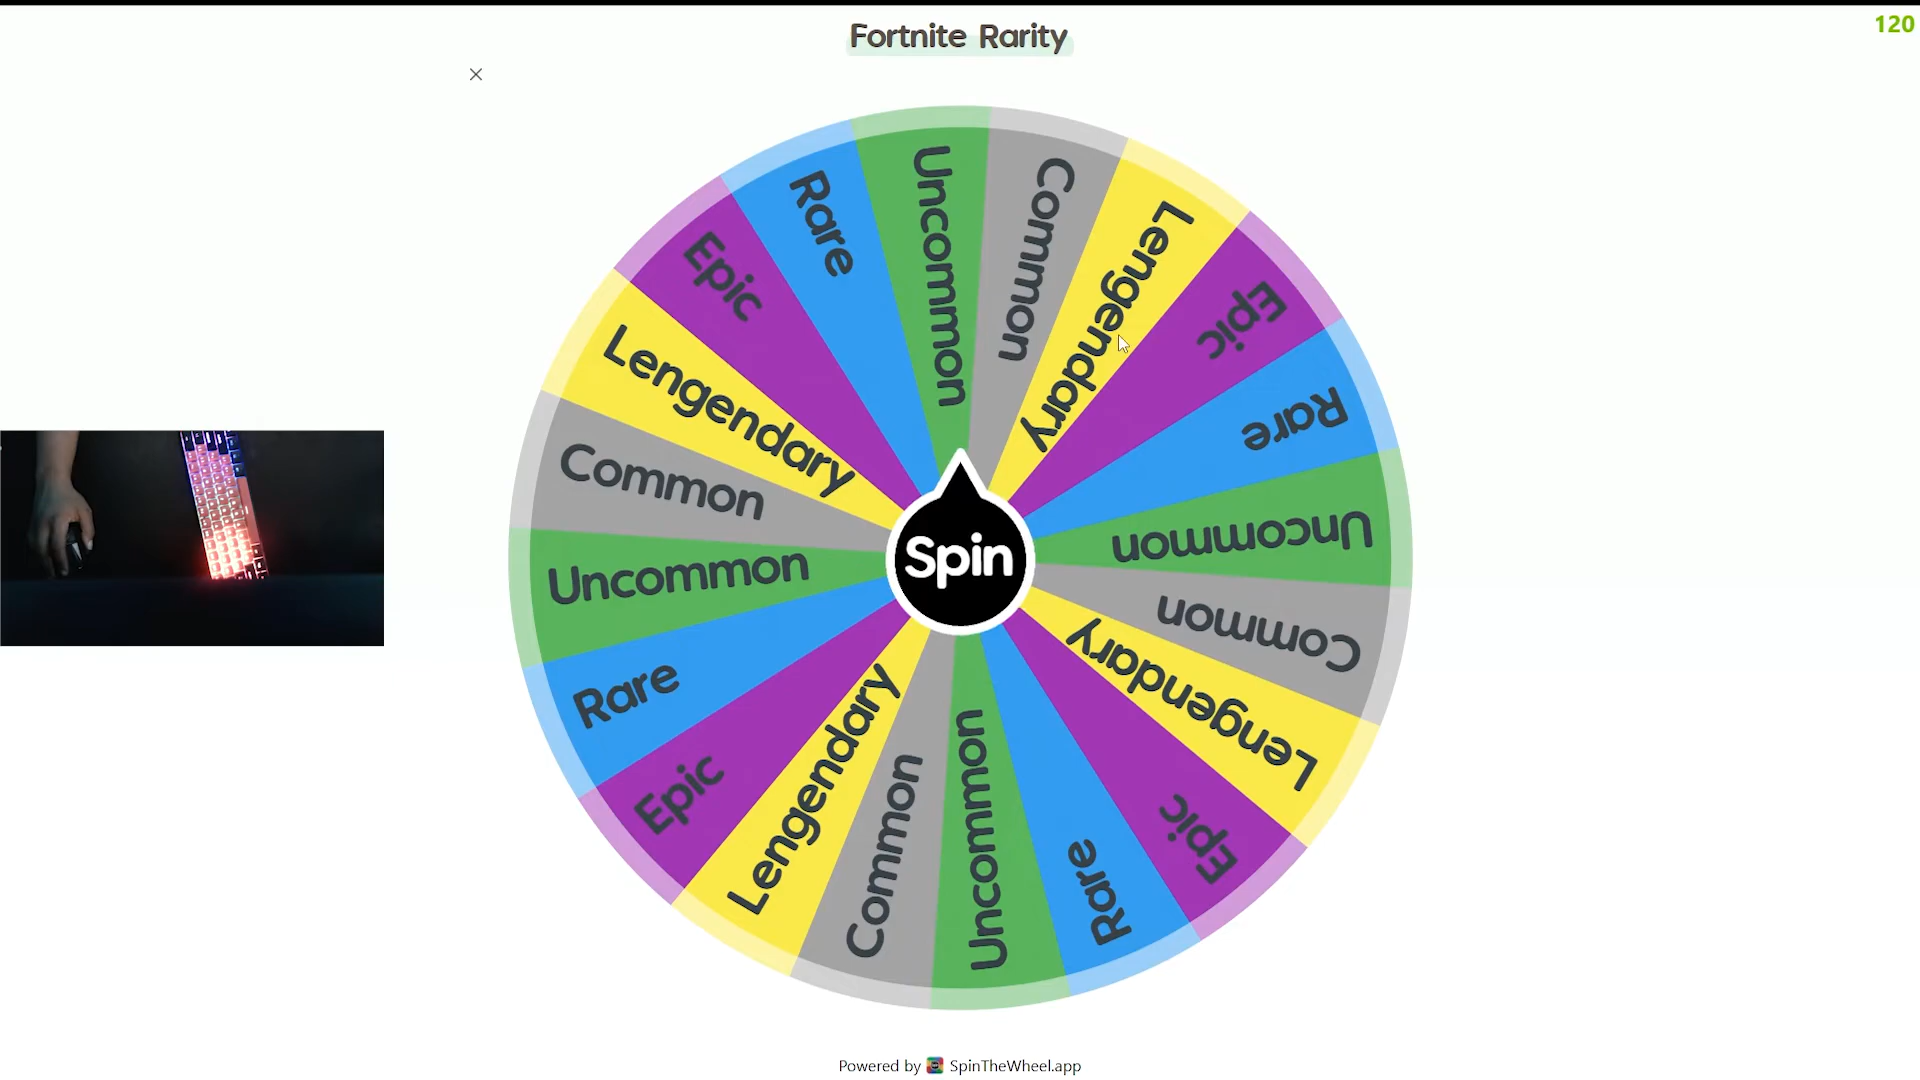 Fortnite Rarity
120
Uncommon
Common
Lengendary
Epic
Rare
Uncommon
Common
Lengendary
Epic
Rare
Uncommon
Common
Lengendary
Epic
Rare
Uncommon
Common
Lengendary
Epic
Rare
Spin
Powered by SpinTheWheel.app